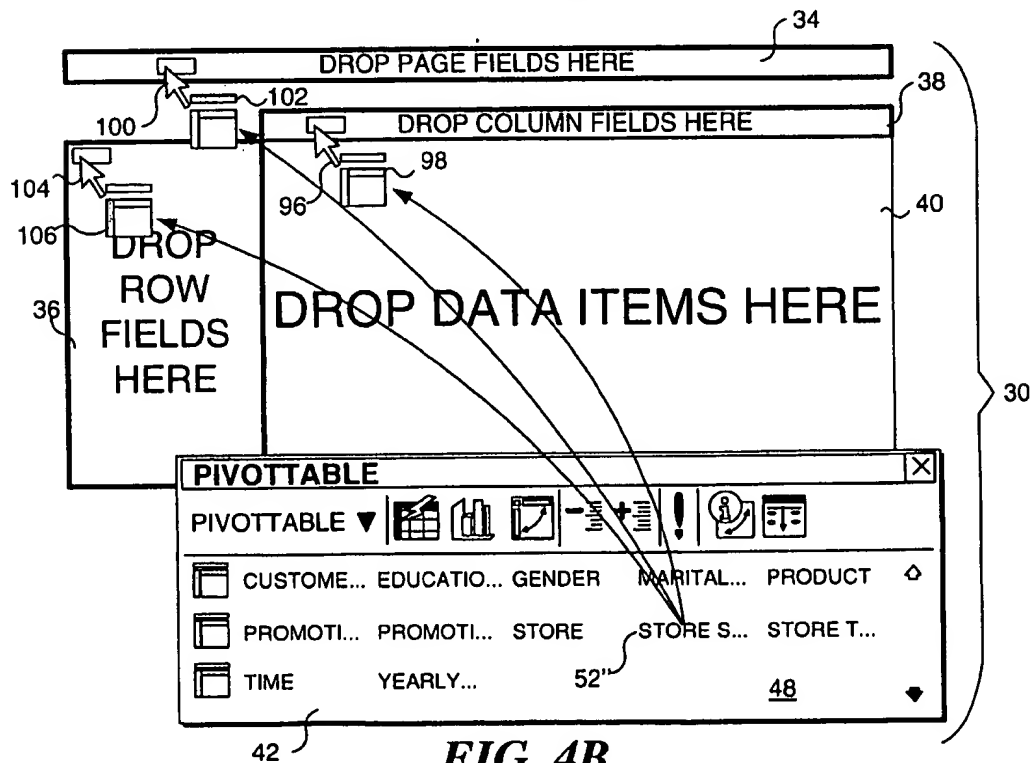 34
DROP PAGE FIELDS HERE
102
100
38
DROP COLUMN FIELDS HERE
98
96
104
106
40
DROP
ROW
FIELDS
HERE
36
DROP DATA ITEMS HERE
30
PIVOTTABLE
PIVOTTABLE
CUSTOME... EDUCATIO... GENDER MARITAL... PRODUCT
PROMOTI... PROMOTI... STORE STORE S... STORE T...
TIME YEARLY... 52" 48
42
FIG. 4B